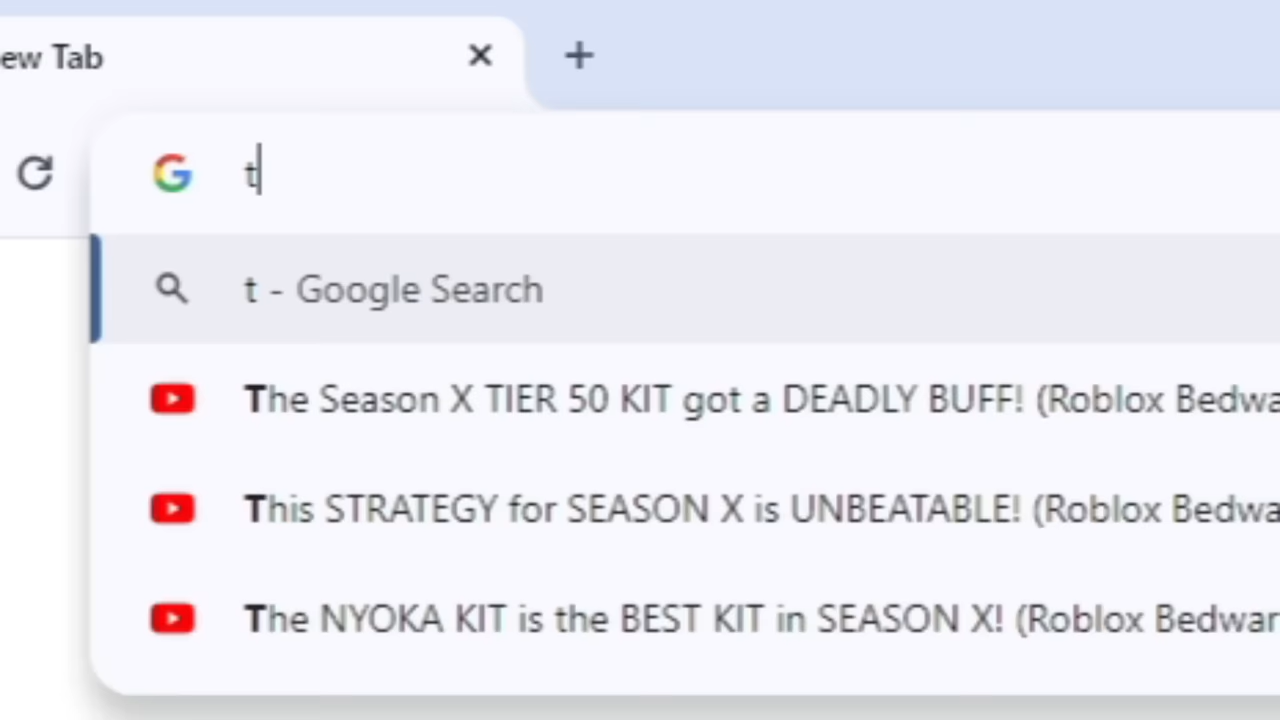 ew Tab
t
t - Google Search
The Season X TIER 50 KIT got a DEADLY BUFF! (Roblox Bedwa
This STRATEGY for SEASON X is UNBEATABLE! (Roblox Bedwa
The NYOKA KIT is the BEST KIT in SEASON X! (Roblox Bedwar